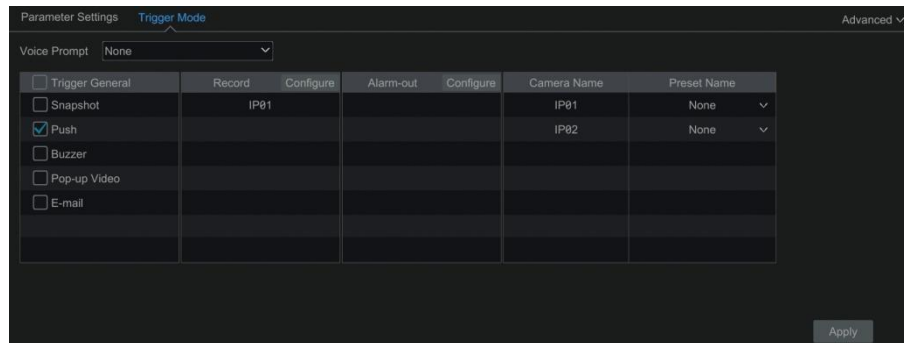 Parameter Settings Trigger Mode Advanced
Voice Prompt None
Trigger General Record Configure Alarm-out Configure Camera Name Preset Name
Snapshot IP01 IP01 None
Push IP02 None
Buzzer
Pop-up Video
E-mail
Apply